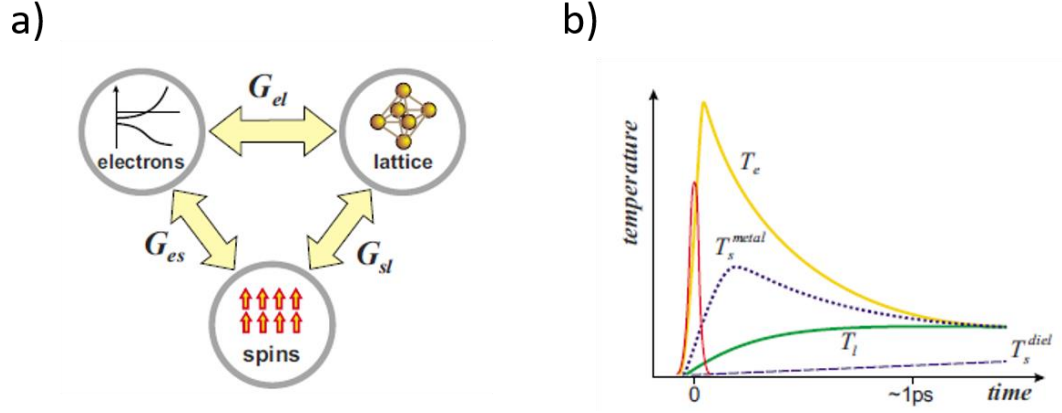 a)
b)
G_el
electrons
lattice
G_es
G_sl
spins
temperature
T_e
T_s^metal
T_l
T_s^diel
0
~1ps
time